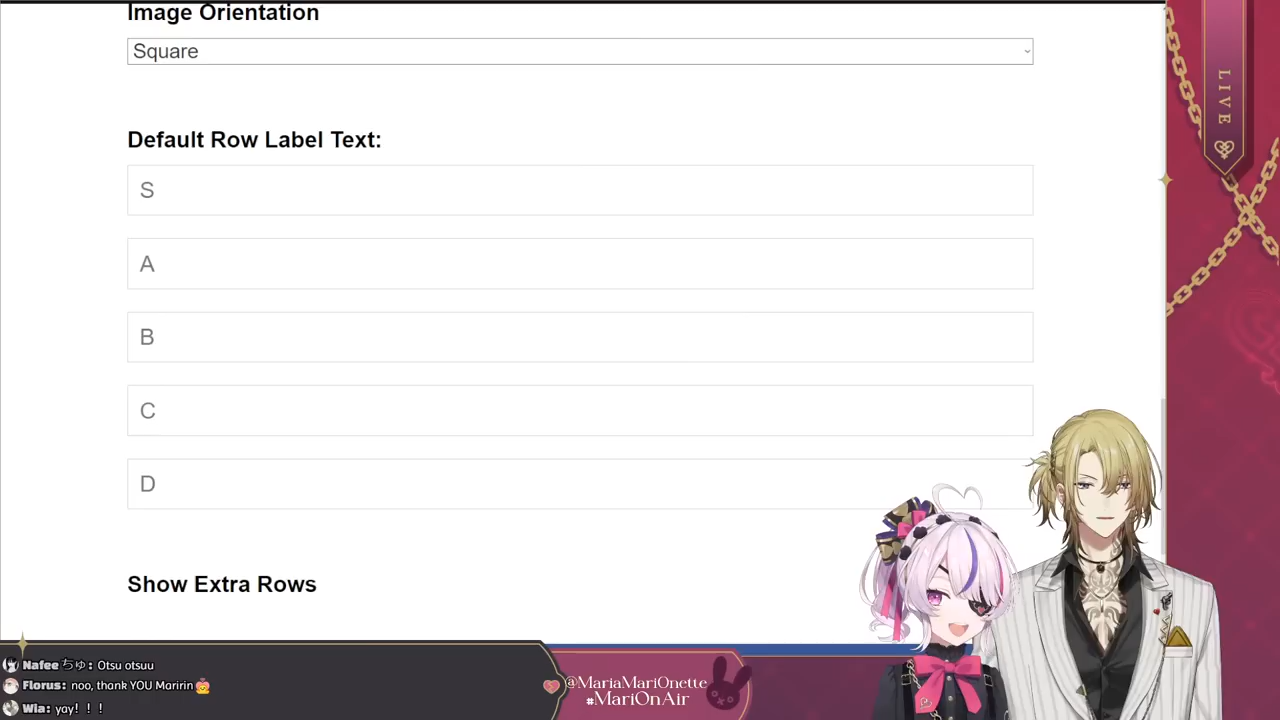 Image Orientation
Square
Default Row Label Text:
S
A
B
C
D
Show Extra Rows
LIVE
Nafee ちゅ: Otsu otsuu
Florus: noo, thank YOU Maririn
Wia: yay! ! !
@MariaMari0nette
#MariOnAir